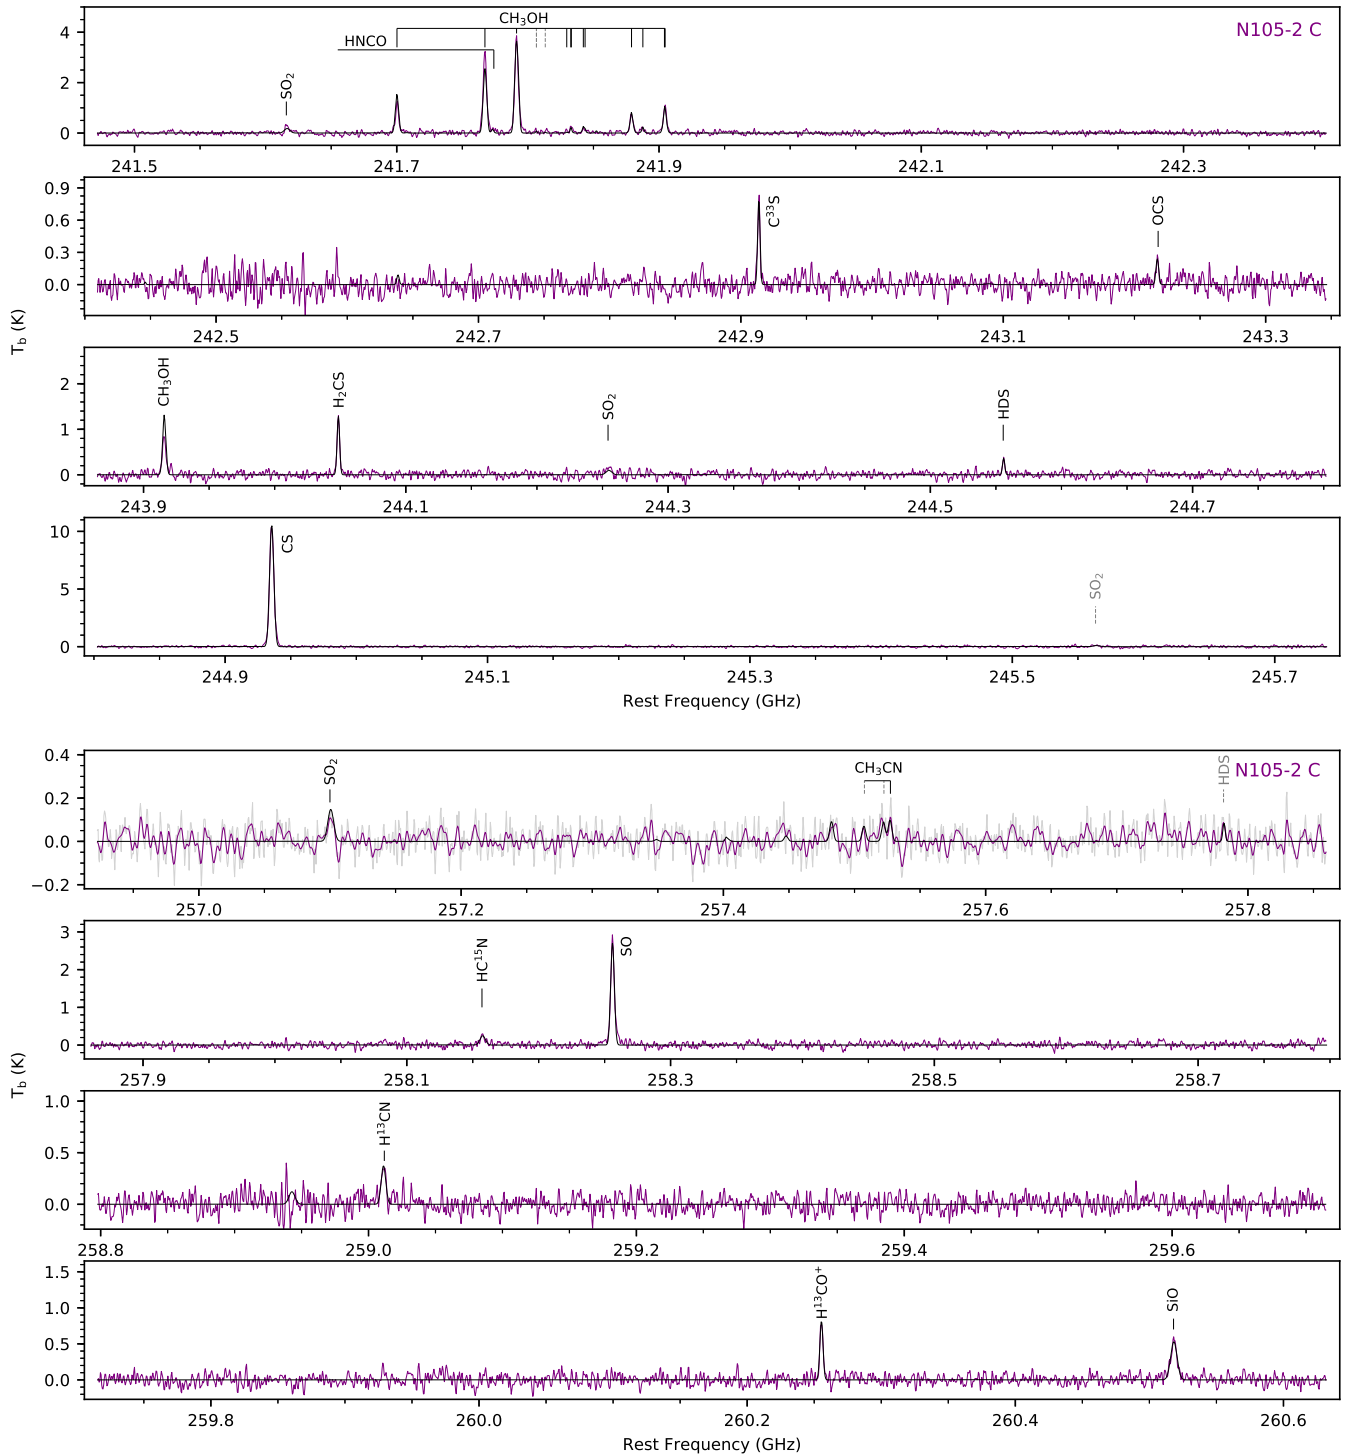 CH₃OH
N105-2 C
HNCO
SO₂
4
2
0
241.5 241.7 241.9 242.1 242.3
0.9
0.6
0.3
0.0
C³³S
OCS
242.5 242.7 242.9 243.1 243.3
T_b (K)
2
1
0
CH₃OH
H₂CS
SO₂
HDS
243.9 244.1 244.3 244.5 244.7
10
5
0
CS
SO₂
244.9 245.1 245.3 245.5 245.7
Rest Frequency (GHz)
0.4
0.2
0.0
−0.2
SO₂
CH₃CN
HDS
N105-2 C
257.0 257.2 257.4 257.6 257.8
3
2
1
0
HC¹⁵N
SO
257.9 258.1 258.3 258.5 258.7
T_b (K)
1.0
0.5
0.0
H¹³CN
258.8 259.0 259.2 259.4 259.6
1.5
1.0
0.5
0.0
H¹³CO⁺
SiO
259.8 260.0 260.2 260.4 260.6
Rest Frequency (GHz)